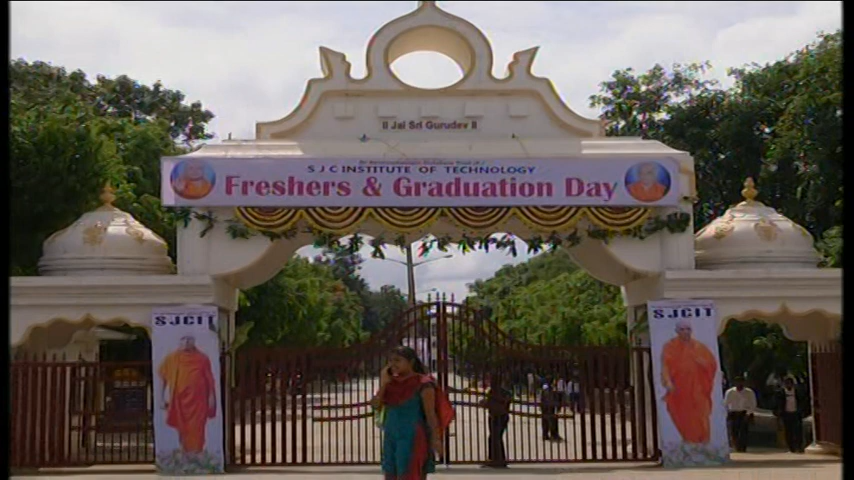 ॥ Jai Sri Gurudev ॥
S J C INSTITUTE OF TECHNOLOGY
Freshers & Graduation Day
SJCIT
SJCIT